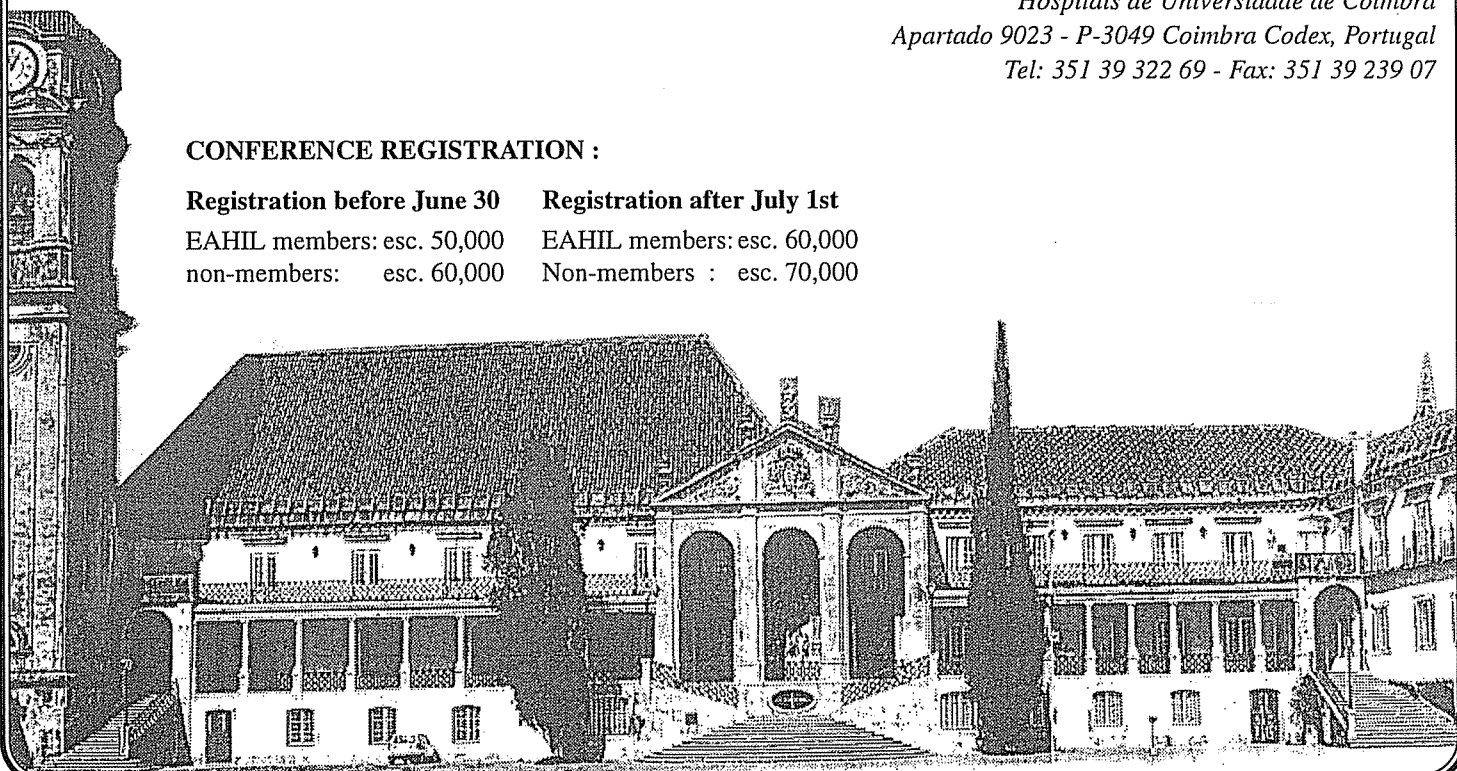 Hospitais de Universidade de Coimbra
Apartado 9023 - P-3049 Coimbra Codex, Portugal
Tel: 351 39 322 69 - Fax: 351 39 239 07
CONFERENCE REGISTRATION :
Registration before June 30 Registration after July 1st
EAHIL members: esc. 50,000 EAHIL members: esc. 60,000
non-members: esc. 60,000 Non-members : esc. 70,000